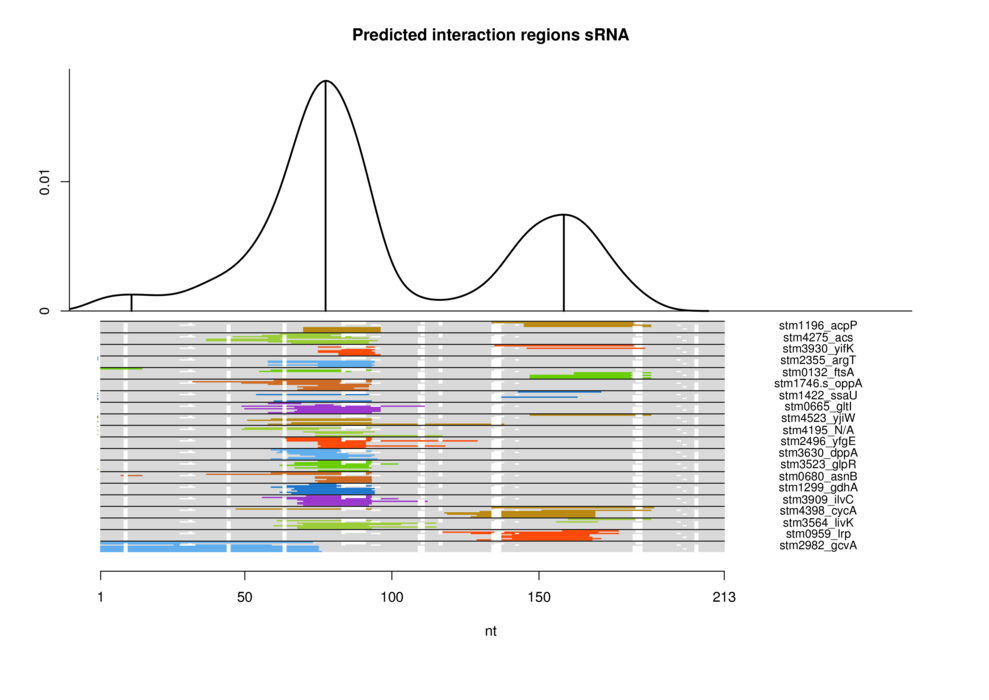 Predicted interaction regions sRNA
0.01
0
stm1196_acpP
stm4275_acs
stm3930_yifK
stm2355_argT
stm0132_ftsA
stm1746.s_oppA
stm1422_ssaU
stm0665_gltI
stm4523_yjiW
stm4195_N/A
stm2496_yfgE
stm3630_dppA
stm3523_glpR
stm0680_asnB
stm1299_gdhA
stm3909_ilvC
stm4398_cycA
stm3564_livK
stm0959_lrp
stm2982_gcvA
1 50 100 150 213
nt